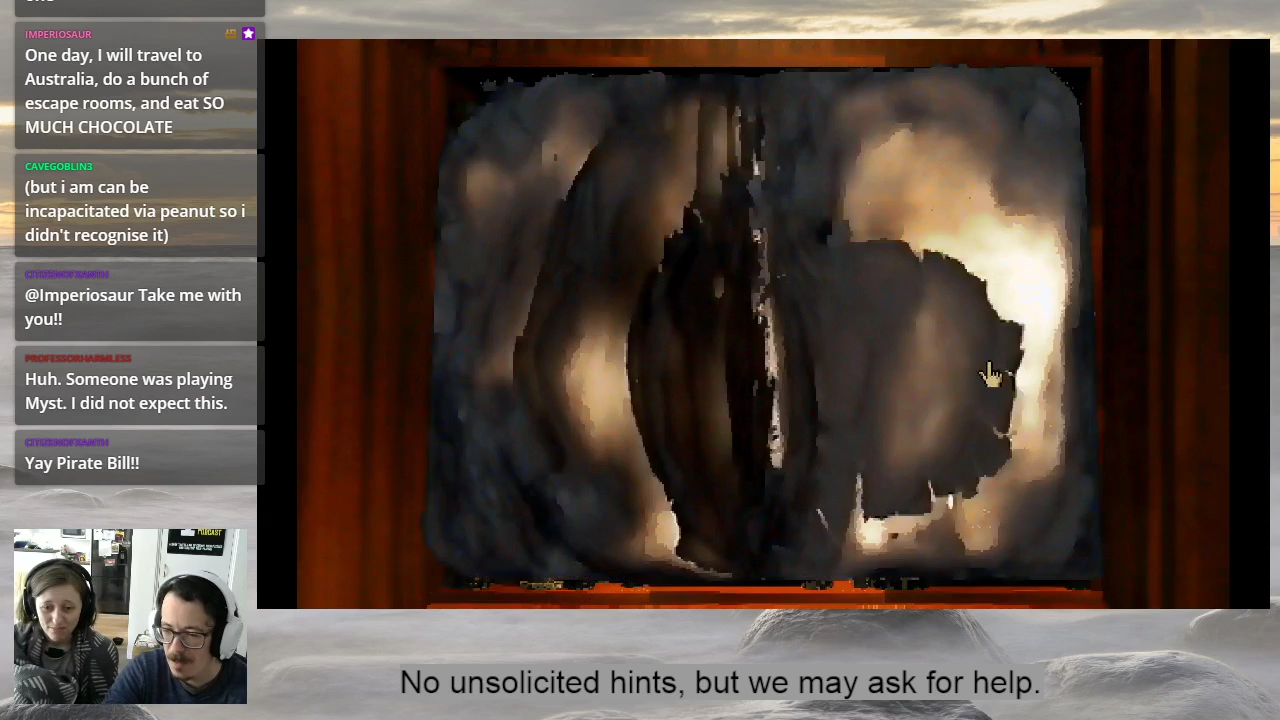 IMPERIOSAUR
One day, I will travel to
Australia, do a bunch of
escape rooms, and eat SO
MUCH CHOCOLATE
CAVEGOBLIN3
(but i am can be
incapacitated via peanut so i
didn't recognise it)
CITIZENOFXANTH
@Imperiosaur Take me with
you!!
PROFESSORHARMLESS
Huh. Someone was playing
Myst. I did not expect this.
CITIZENOFXANTH
Yay Pirate Bill!!
PODCAST
No unsolicited hints, but we may ask for help.